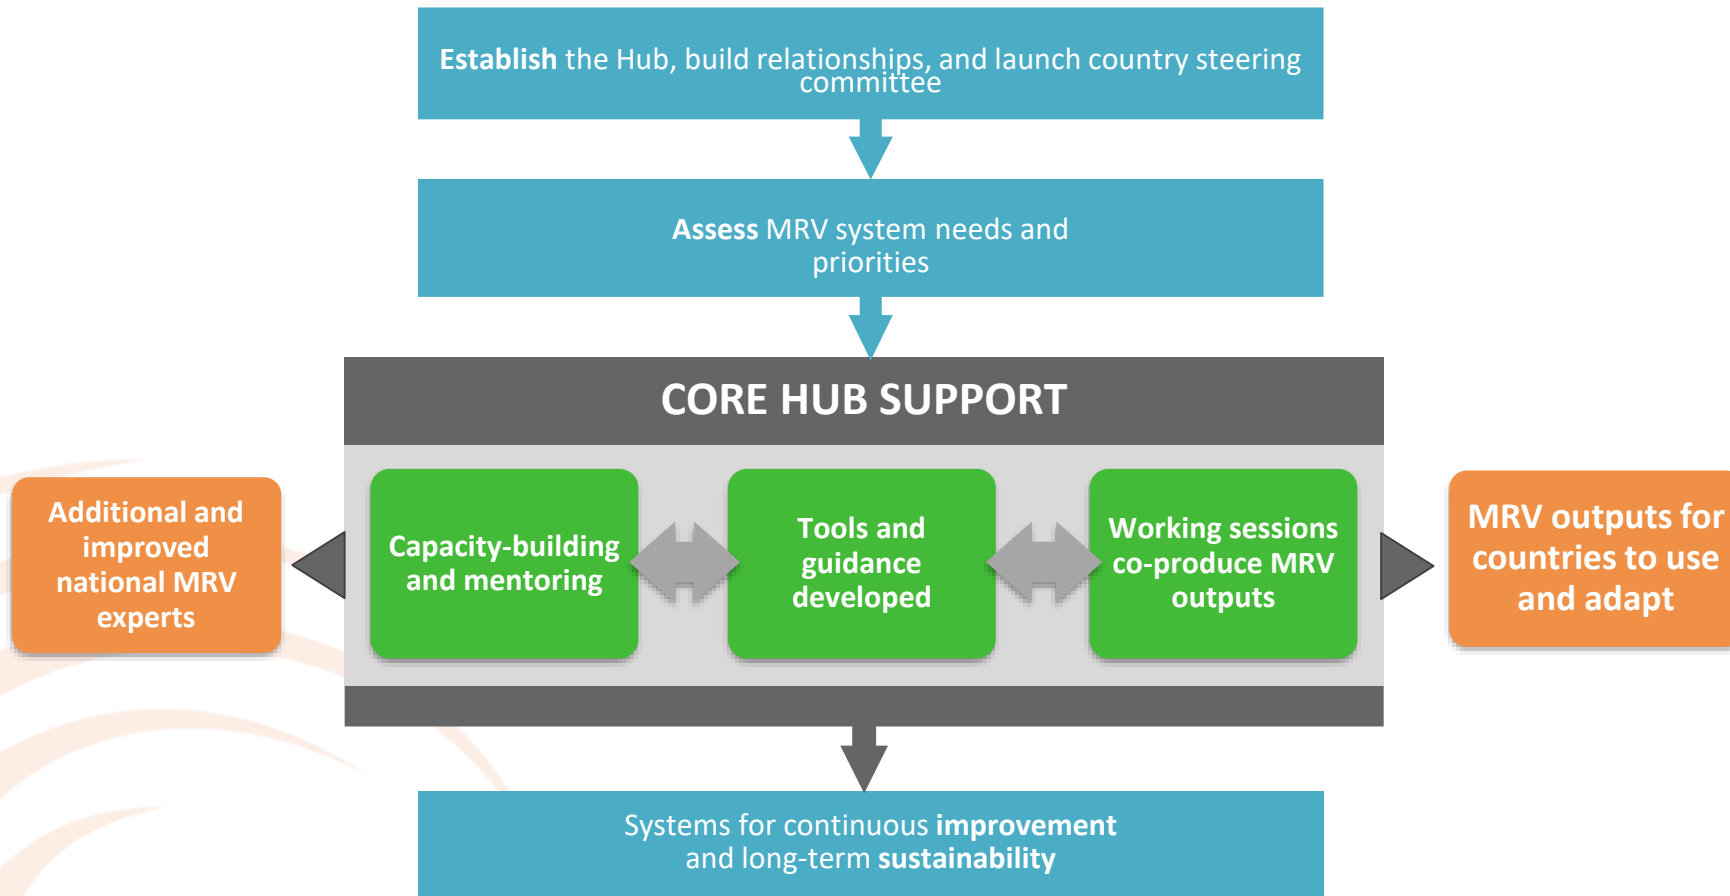 Establish the Hub, build relationships, and launch country steering
committee
Assess MRV system needs and
priorities
CORE HUB SUPPORT
Additional and
improved
national MRV
experts
Capacity-building
and mentoring
Tools and
guidance
developed
Working sessions
co-produce MRV
outputs
MRV outputs for
countries to use
and adapt
Systems for continuous improvement
and long-term sustainability